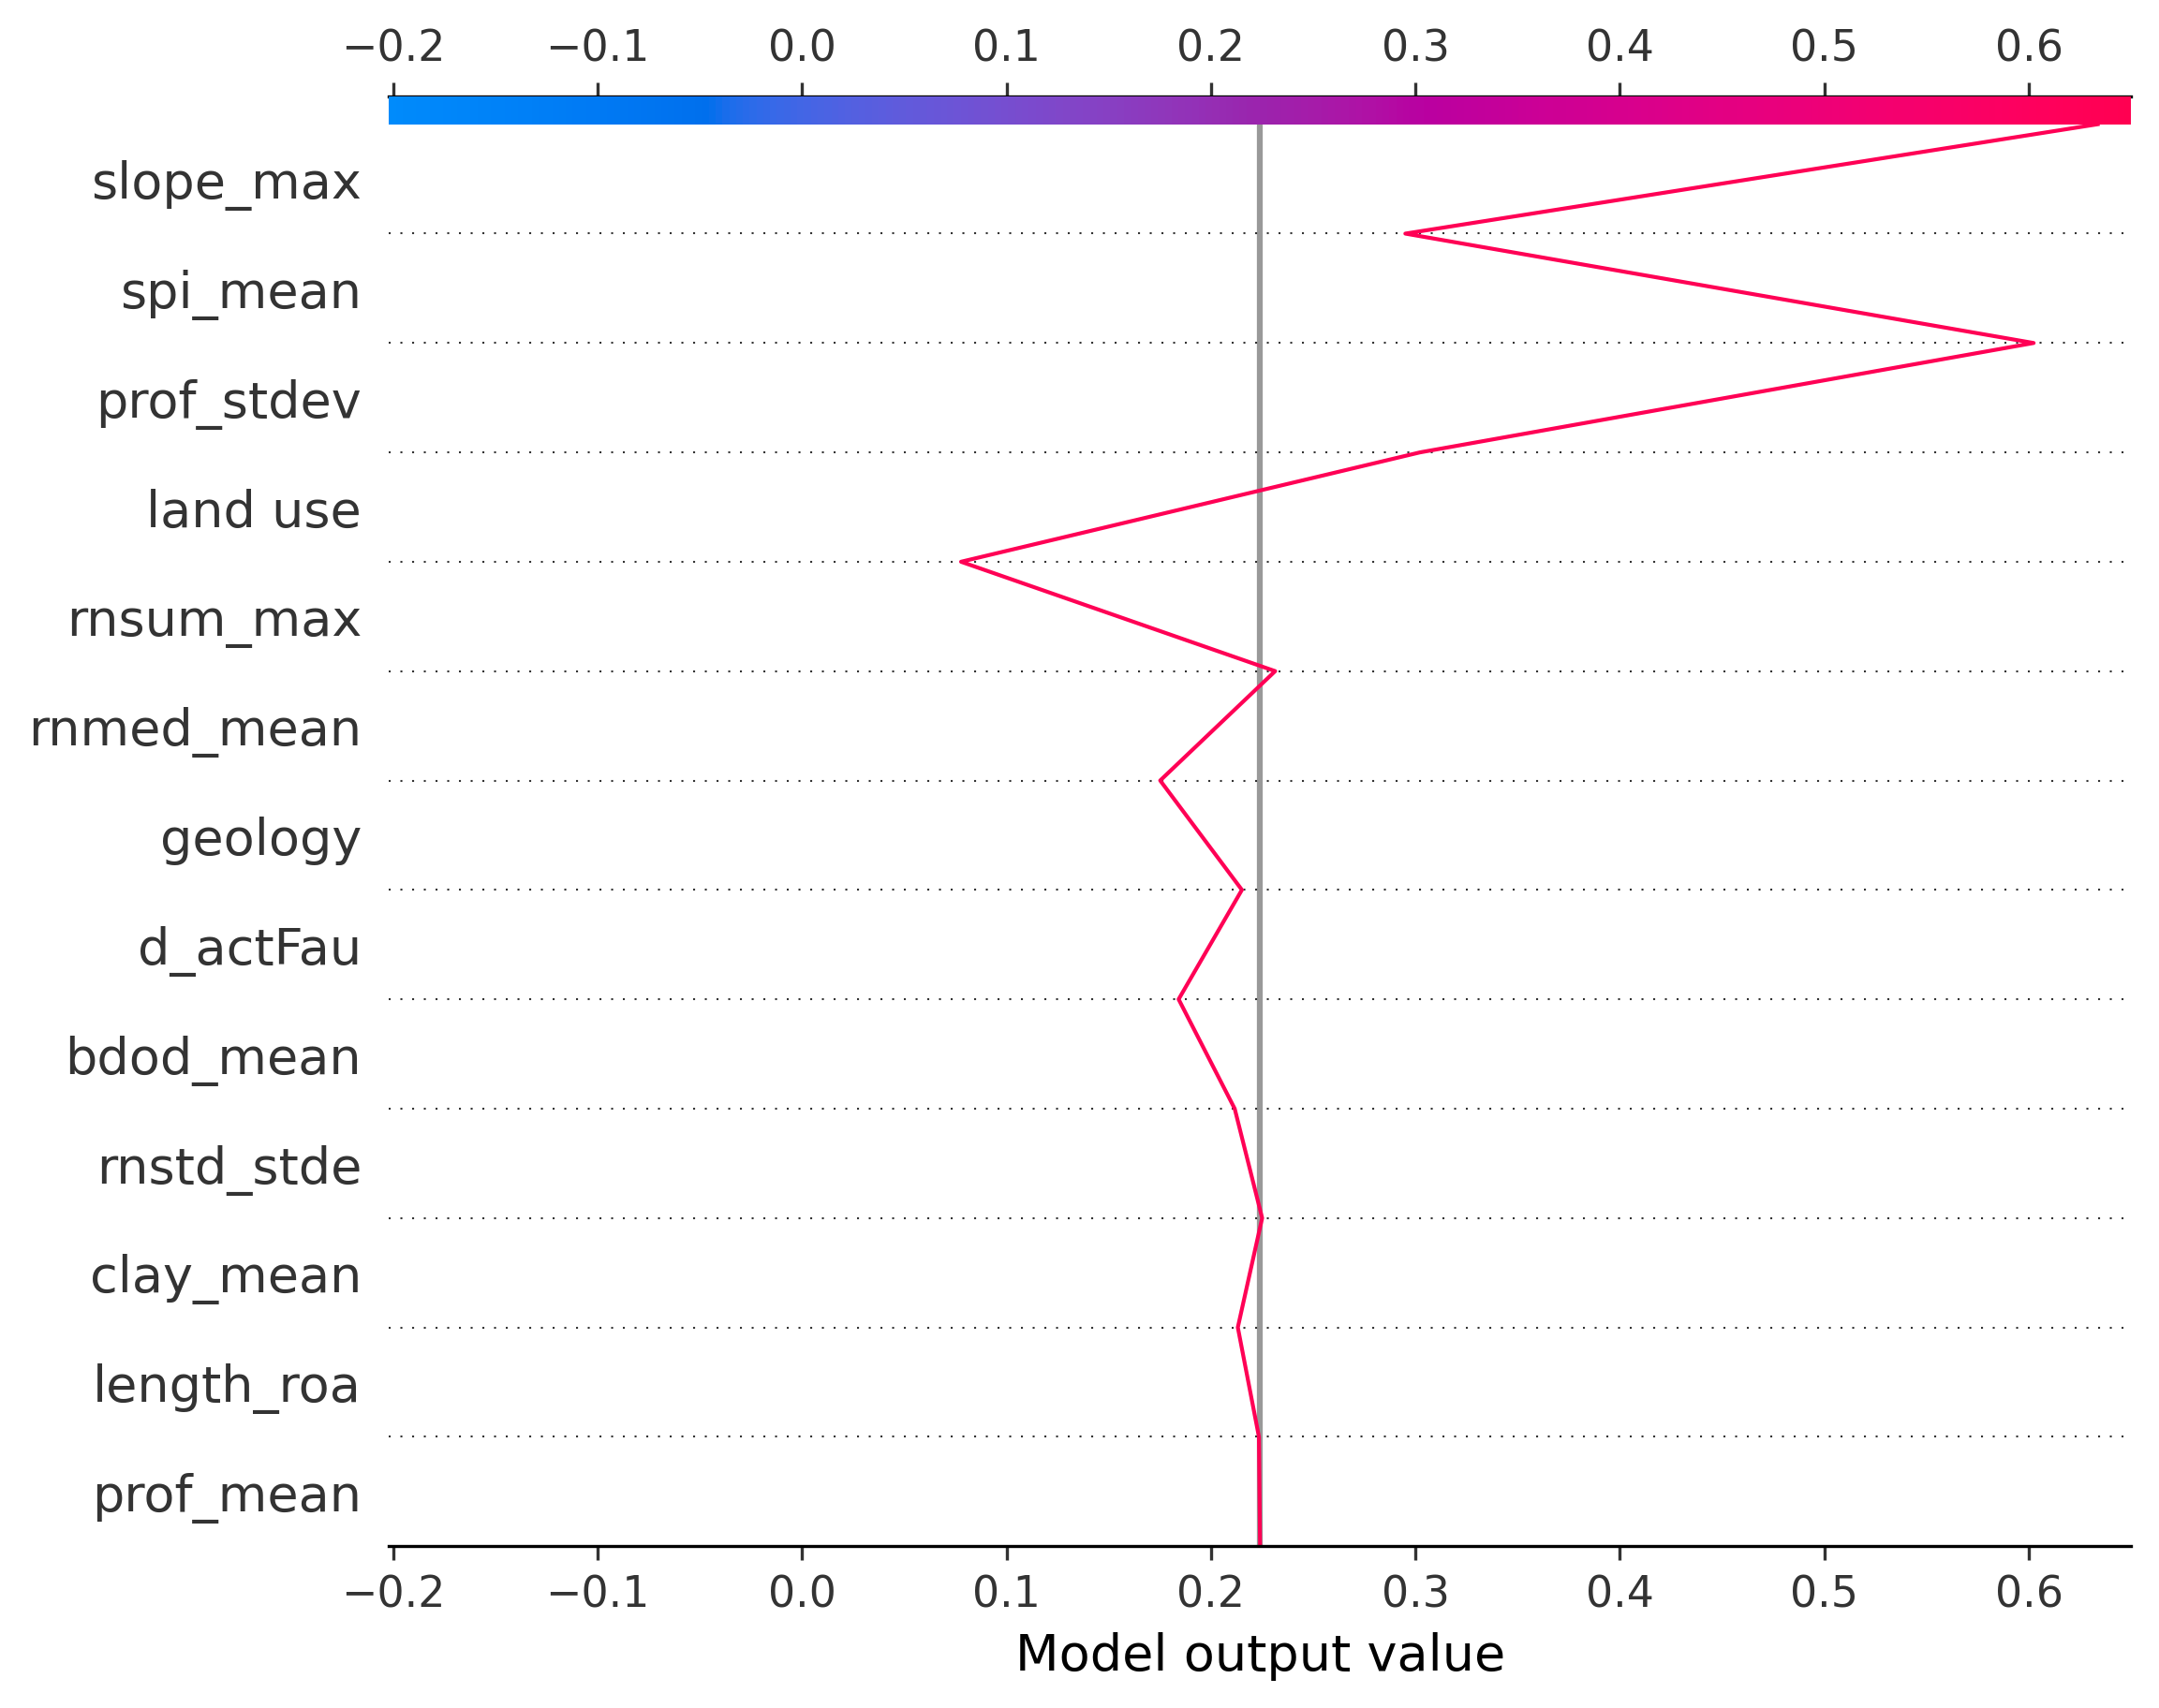 −0.2 −0.1 0.0 0.1 0.2 0.3 0.4 0.5 0.6
slope_max
spi_mean
prof_stdev
land use
rnsum_max
rnmed_mean
geology
d_actFau
bdod_mean
rnstd_stde
clay_mean
length_roa
prof_mean
−0.2 −0.1 0.0 0.1 0.2 0.3 0.4 0.5 0.6
Model output value